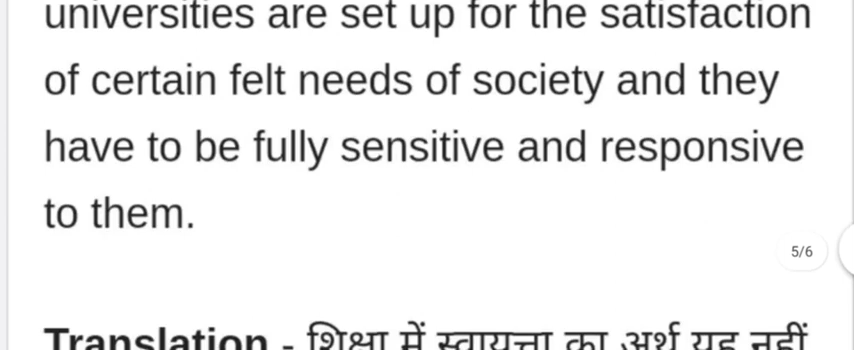 universities are set up for the satisfaction
of certain felt needs of society and they
have to be fully sensitive and responsive
to them.
5/6
Translation - शिक्षा में स्वायत्ता का अर्थ यह नहीं